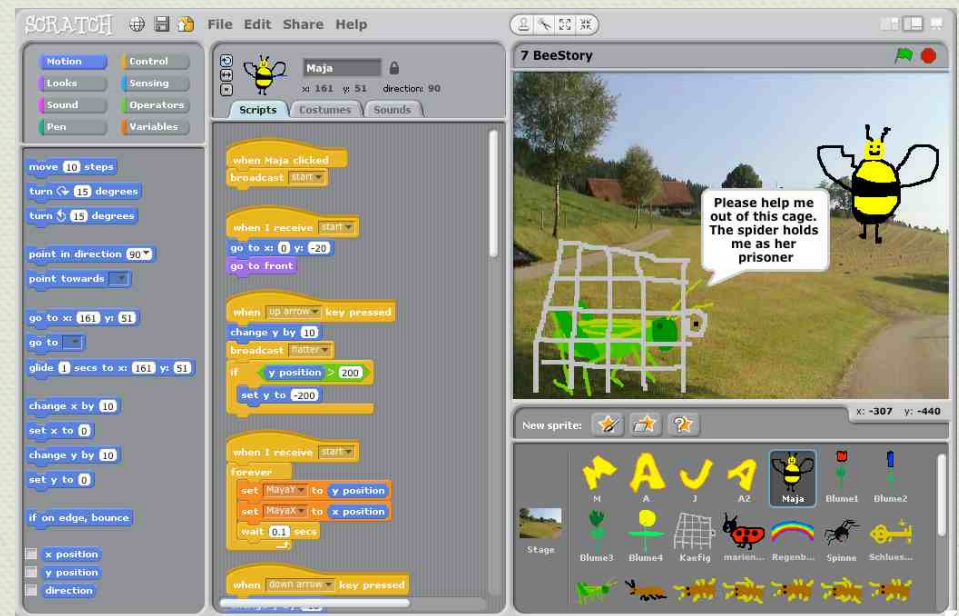 SCRATCH File Edit Share Help
Motion Control
Looks Sensing
Sound Operators
Pen Variables
move 10 steps
turn 15 degrees
turn 15 degrees
point in direction 90
point towards
go to x: 161 y: 51
go to
glide 1 secs to x: 161 y: 51
change x by 10
set x to 0
change y by 10
set y to 0
if on edge, bounce
x position
y position
direction
Maja
x: 161 y: 51 direction: 90
Scripts Costumes Sounds
when Maja clicked
broadcast start
when I receive start
go to x: 0 y: -20
go to front
when up arrow key pressed
change y by 10
broadcast flatter
if y position > 200
set y to -200
when I receive start
forever
set MayaY to y position
set MayaX to x position
wait 0.1 secs
when down arrow key pressed
7 BeeStory
Please help me
out of this cage.
The spider holds
me as her
prisoner
x: -307 y: -440
New sprite:
Stage
M A J A
M A J A2 Maja Blume1 Blume2
Blume3 Blume4 Kaefig marien... Regenb... Spinne Schlues...